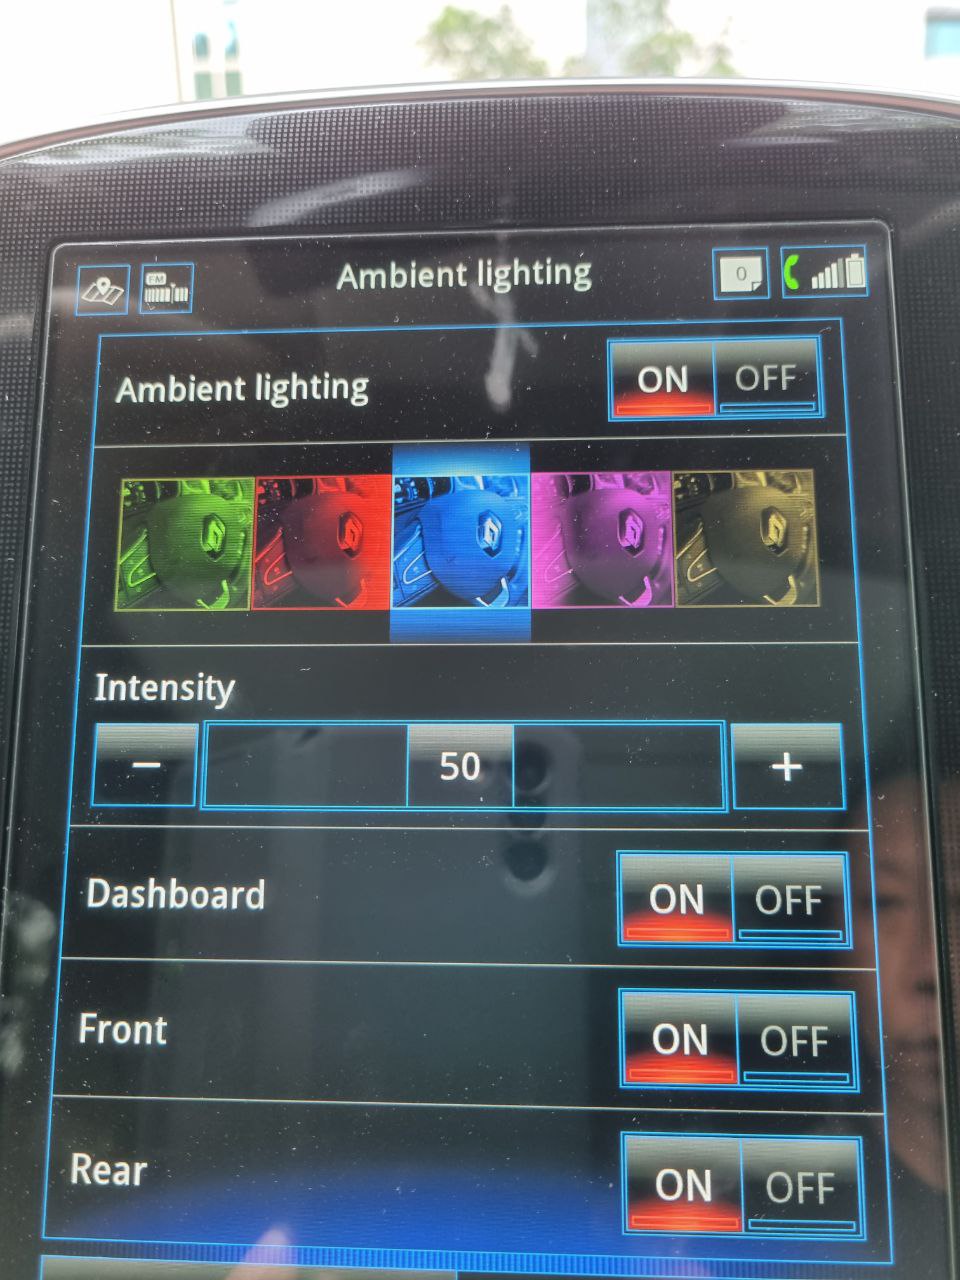 FM
Ambient lighting
0
Ambient lighting
ON OFF
Intensity
− 50 +
Dashboard
ON OFF
Front
ON OFF
Rear
ON OFF